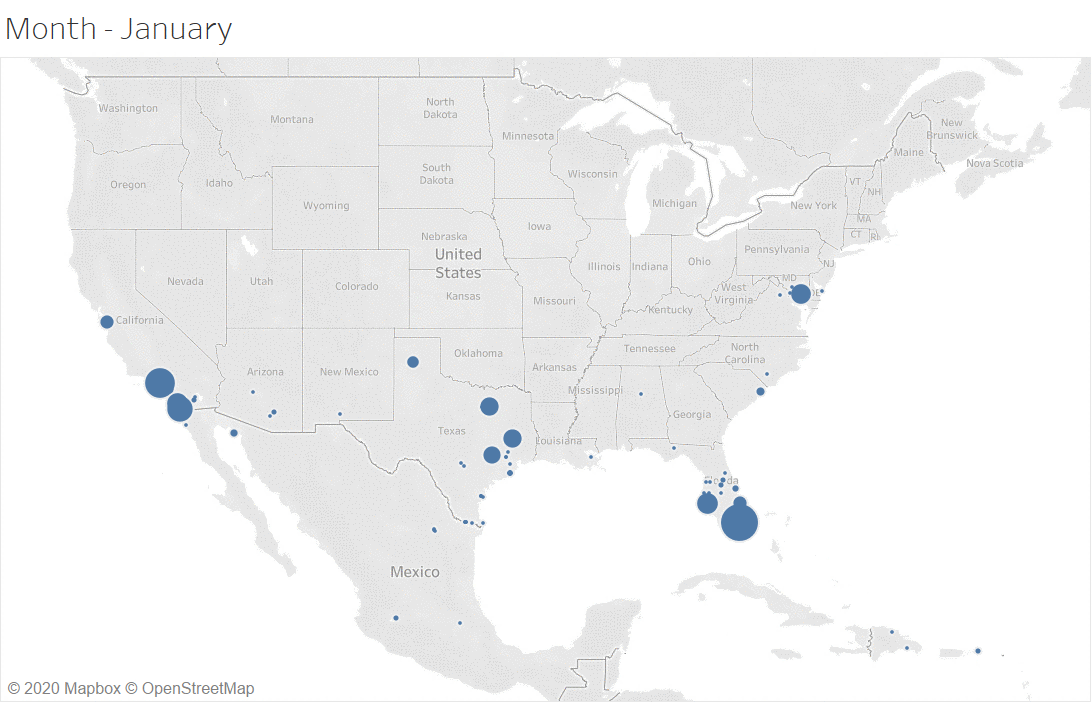 Month - January
Washington
Montana
North
Dakota
Minnesota
New
Brunswick
Maine
Nova Scotia
Oregon
Idaho
South
Dakota
Wisconsin
VT
NH
Wyoming
Michigan
New York
MA
CT
RI
Nebraska
Iowa
United
States
Pennsylvania
Nevada
Utah
Colorado
Kansas
Illinois
Indiana
Ohio
NJ
MD
West
Virginia
Missouri
Kentucky
California
Oklahoma
Tennessee
North
Carolina
Arizona
New Mexico
Arkansas
Mississippi
Georgia
Texas
Louisiana
Mexico
© 2020 Mapbox © OpenStreetMap